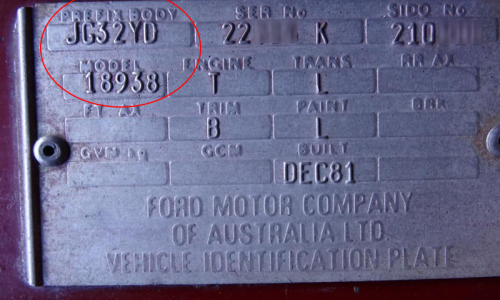 PREFIX BODY SER No SIDO No
JG32YD 22 K 210
MODEL ENGINE TRANS RR AX
18938 T L
FT AX TRIM PAINT BRK
B L
GVM kg GCM BUILT
DEC81
FORD MOTOR COMPANY
OF AUSTRALIA LTD
VEHICLE IDENTIFICATION PLATE